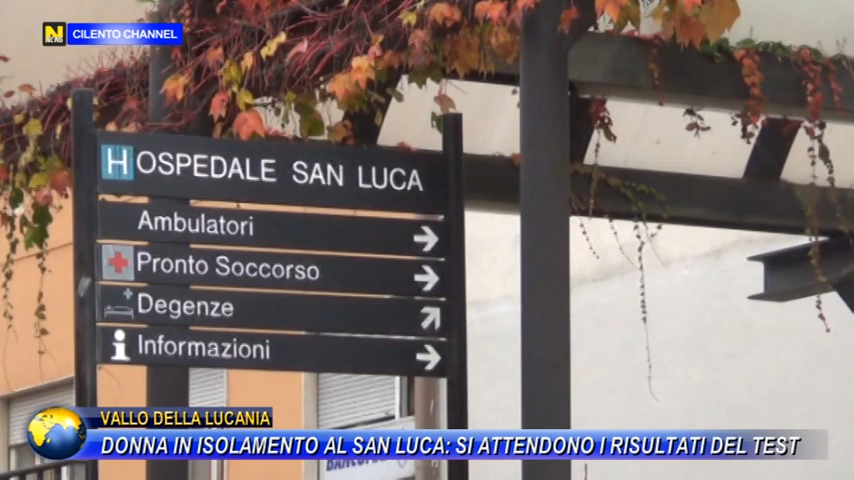 N
NEWS
CILENTO CHANNEL
HOSPEDALE SAN LUCA
Ambulatori
Pronto Soccorso
Degenze
i Informazioni
VALLO DELLA LUCANIA
DONNA IN ISOLAMENTO AL SAN LUCA: SI ATTENDONO I RISULTATI DEL TEST